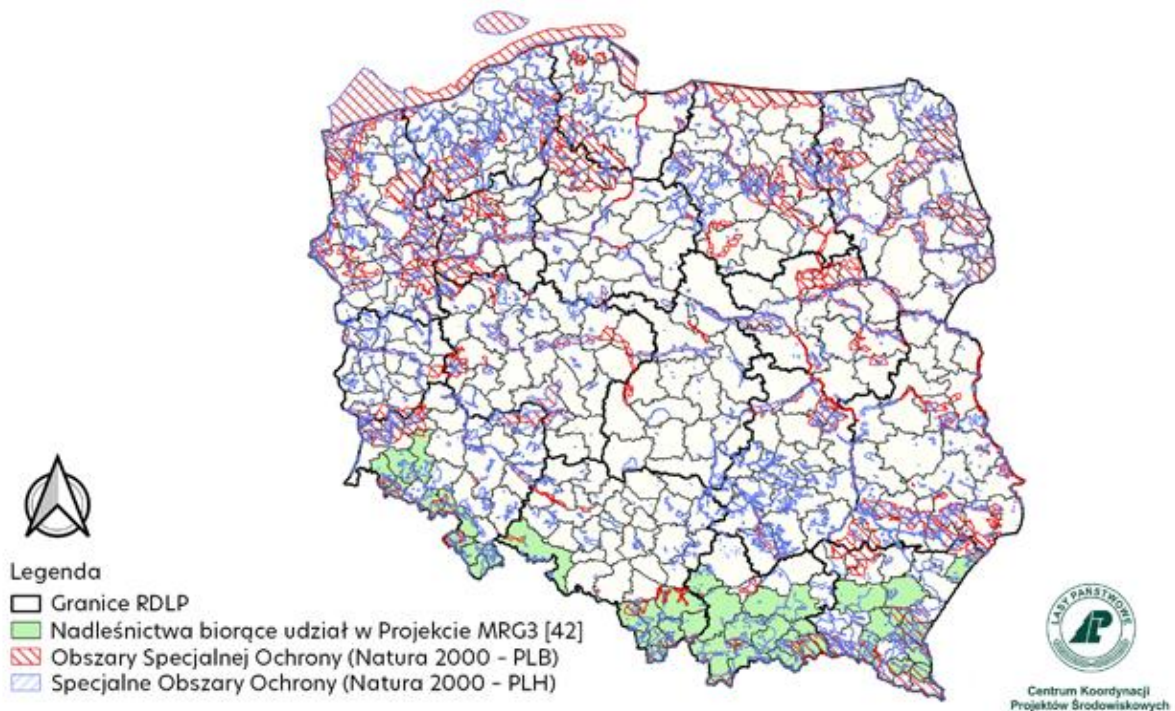 Legenda
Granice RDLP
Nadleśnictwa biorące udział w Projekcie MRG3 [42]
Obszary Specjalnej Ochrony (Natura 2000 - PLB)
Specjalne Obszary Ochrony (Natura 2000 - PLH)
LASY PAŃSTWOWE
Centrum Koordynacji
Projektów Środowiskowych